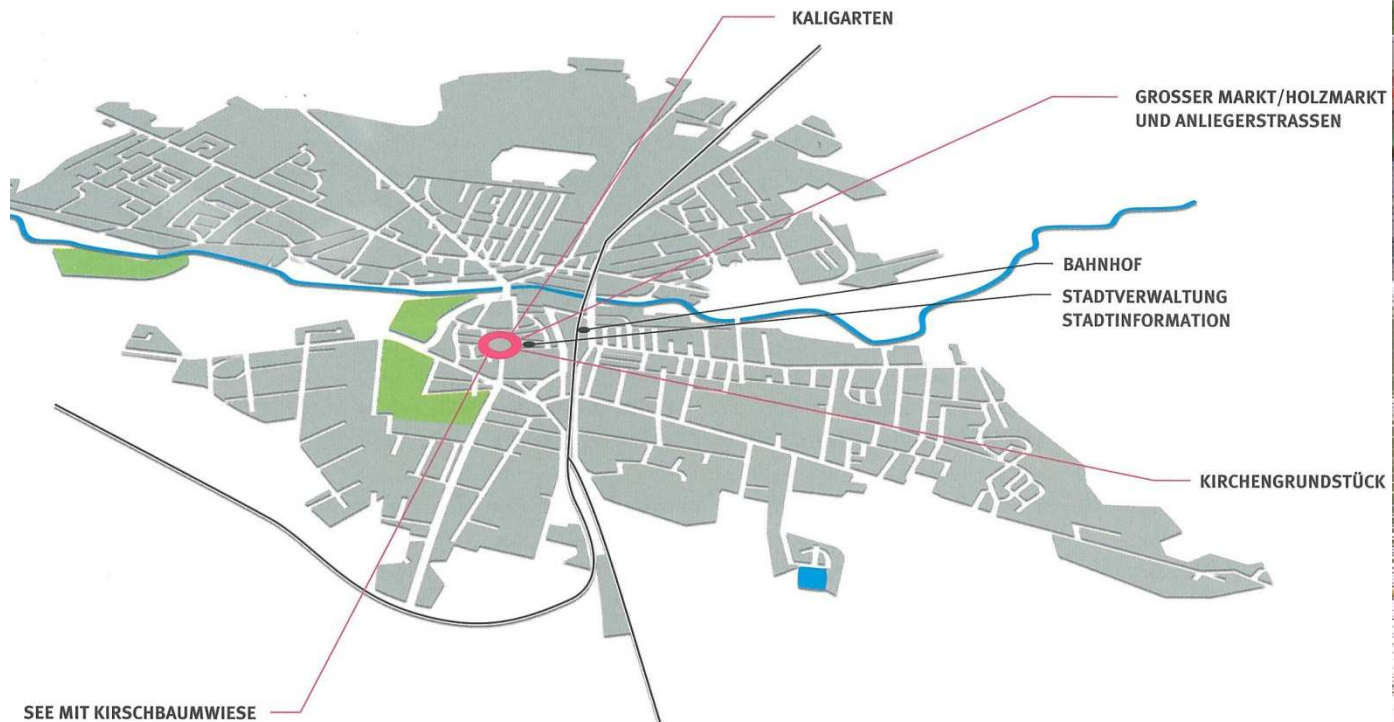 KALIGARTEN
GROSSER MARKT/HOLZMARKT
UND ANLIEGERSTRASSEN
BAHNHOF
STADTVERWALTUNG
STADTINFORMATION
KIRCHENGRUNDSTÜCK
SEE MIT KIRSCHBAUMWIESE